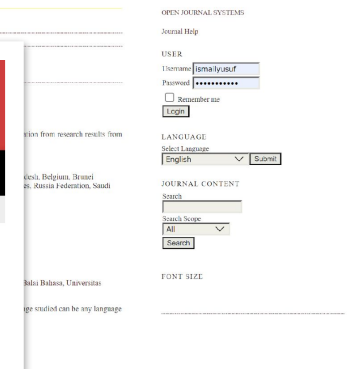 OPEN JOURNAL SYSTEMS
Journal Help
USER
Username ismailyusuf
Password •••••••••••
Remember me
Login
ation from research results from
LANGUAGE
Select Language
English Submit
desh, Belgium, Brunei
es, Russia Federation, Saudi
JOURNAL CONTENT
Search
Search Scope
All
Search
FONT SIZE
Balai Bahasa, Universitas
ge studied can be any language